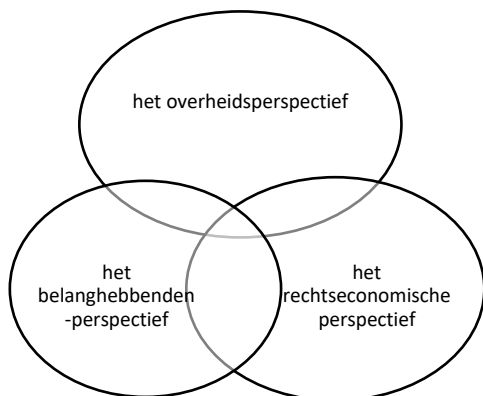 het overheidsperspectief
het
belanghebbenden
-perspectief
het
rechtseconomische
perspectief